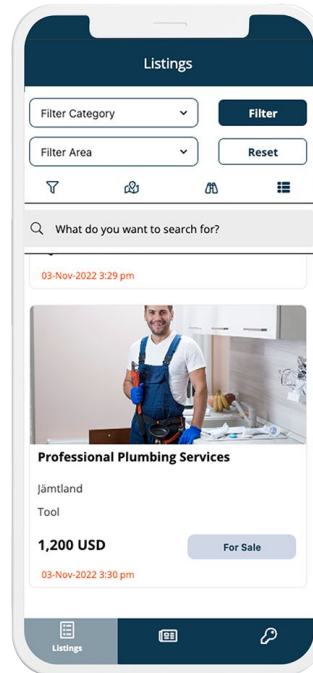 Listings
Filter Category
Filter
Filter Area
Reset
What do you want to search for?
03-Nov-2022 3:29 pm
Professional Plumbing Services
Jämtland
Tool
1,200 USD
For Sale
03-Nov-2022 3:30 pm
Listings